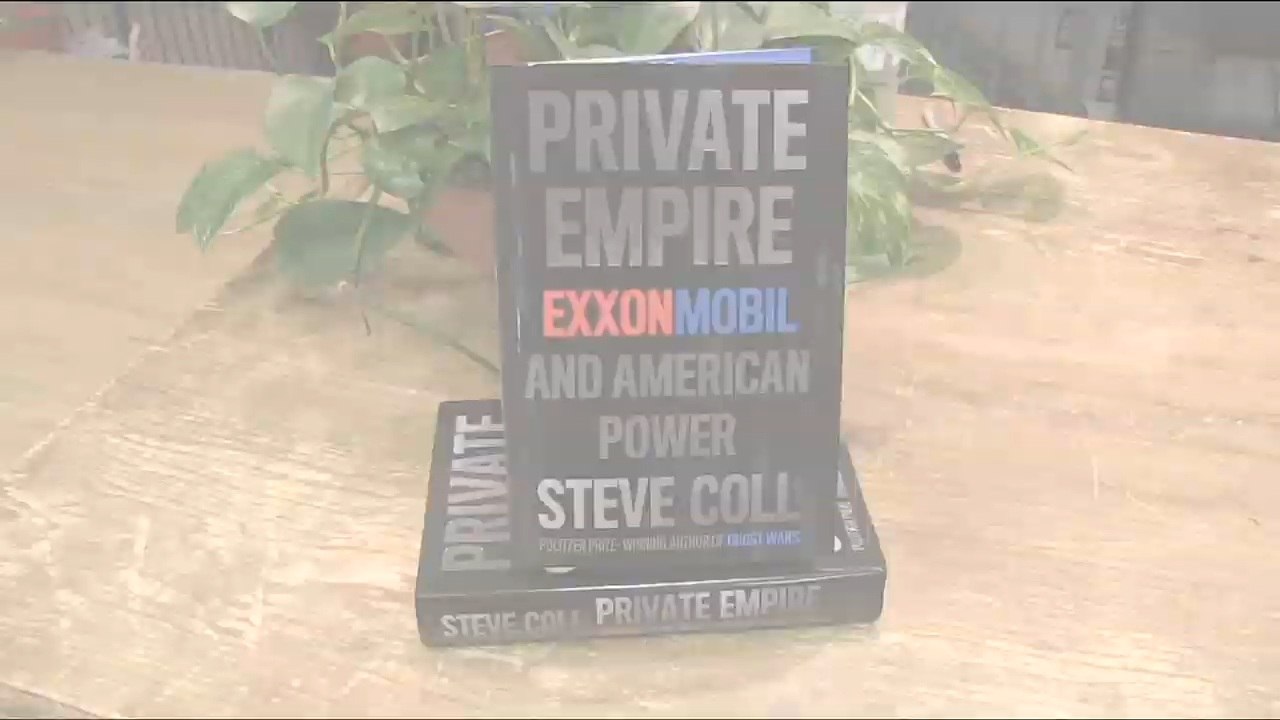 PRIVATE
EMPIRE
EXXONMOBIL
AND AMERICAN
POWER
STEVE COLL
PULITZER PRIZE-WINNING AUTHOR OF GHOST WARS
PRIVATE
STEVE COLL PRIVATE EMPIRE